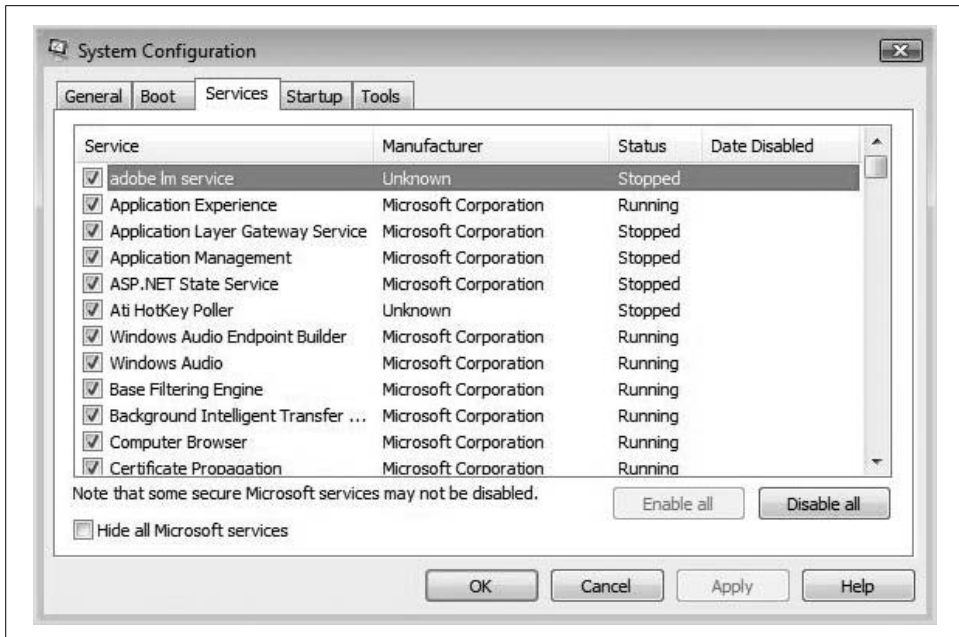 System Configuration
General Boot Services Startup Tools
Service Manufacturer Status Date Disabled
adobe lm service Unknown Stopped
Application Experience Microsoft Corporation Running
Application Layer Gateway Service Microsoft Corporation Stopped
Application Management Microsoft Corporation Stopped
ASP.NET State Service Microsoft Corporation Stopped
Ati HotKey Poller Unknown Stopped
Windows Audio Endpoint Builder Microsoft Corporation Running
Windows Audio Microsoft Corporation Running
Base Filtering Engine Microsoft Corporation Running
Background Intelligent Transfer ... Microsoft Corporation Running
Computer Browser Microsoft Corporation Running
Certificate Propagation Microsoft Corporation Running
Note that some secure Microsoft services may not be disabled.
Enable all Disable all
Hide all Microsoft services
OK Cancel Apply Help